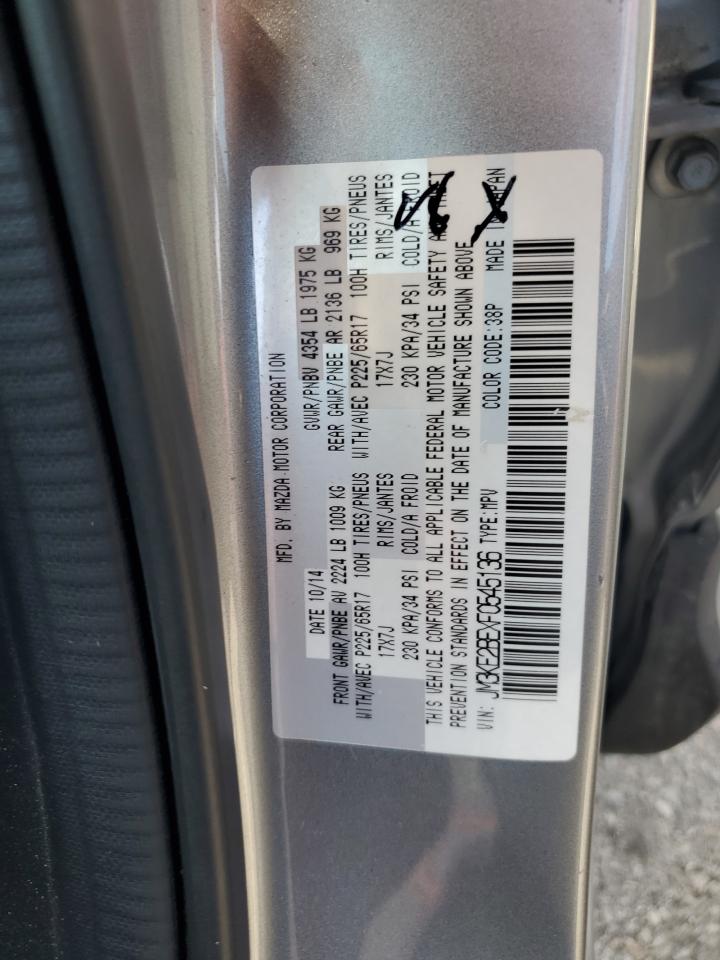 MFD. BY MAZDA MOTOR CORPORATION
DATE 10/14 GVWR/PNBV 4354 LB 1975 KG
FRONT GAWR/PNBE AV 2224 LB 1009 KG REAR GAWR/PNBE AR 2136 LB 969 KG
WITH/AVEC P225/65R17 100H TIRES/PNEUS WITH/AVEC P225/65R17 100H TIRES/PNEUS
17X7J RIMS/JANTES 17X7J RIMS/JANTES
230 KPA/34 PSI COLD/A FROID 230 KPA/34 PSI COLD/A FROID
THIS VEHICLE CONFORMS TO ALL APPLICABLE FEDERAL MOTOR VEHICLE SAFETY
PREVENTION STANDARDS IN EFFECT ON THE DATE OF MANUFACTURE SHOWN ABOVE
VIN: JM3KE2BEXF0545136 TYPE:MPV COLOR CODE:38P MADE IN JAPAN